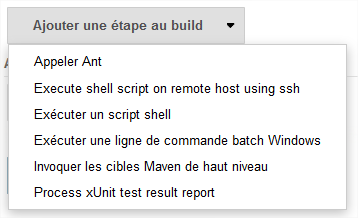 Ajouter une étape au build
Appeler Ant
Execute shell script on remote host using ssh
Exécuter un script shell
Exécuter une ligne de commande batch Windows
Invoquer les cibles Maven de haut niveau
Process xUnit test result report